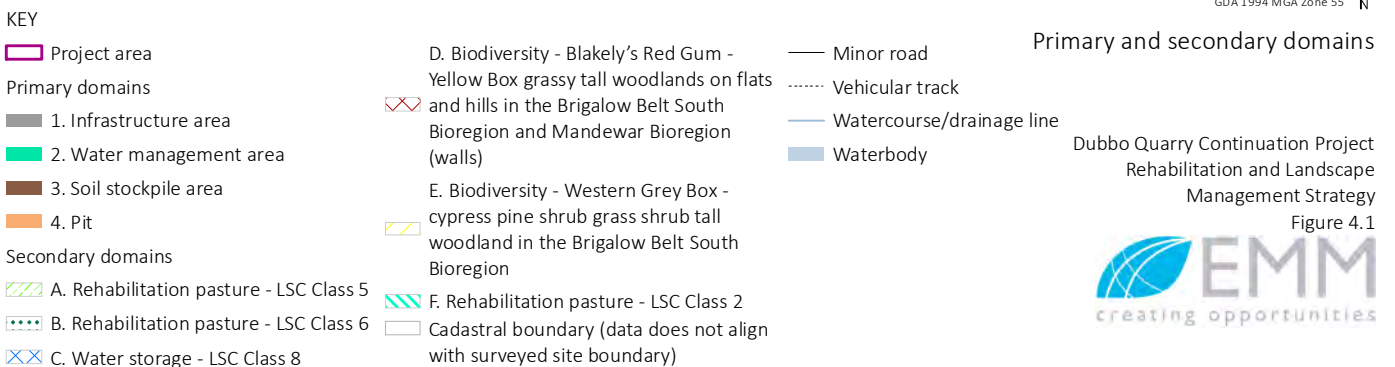 GDA 1994 MGA Zone 55 N
KEY
Project area
Primary domains
1. Infrastructure area
2. Water management area
3. Soil stockpile area
4. Pit
Secondary domains
A. Rehabilitation pasture - LSC Class 5
B. Rehabilitation pasture - LSC Class 6
C. Water storage - LSC Class 8
D. Biodiversity - Blakely’s Red Gum -
Yellow Box grassy tall woodlands on flats
and hills in the Brigalow Belt South
Bioregion and Mandewar Bioregion
(walls)
E. Biodiversity - Western Grey Box -
cypress pine shrub grass shrub tall
woodland in the Brigalow Belt South
Bioregion
F. Rehabilitation pasture - LSC Class 2
Cadastral boundary (data does not align
with surveyed site boundary)
Minor road
Vehicular track
Watercourse/drainage line
Waterbody
Primary and secondary domains
Dubbo Quarry Continuation Project
Rehabilitation and Landscape
Management Strategy
Figure 4.1
EMM
creating opportunities